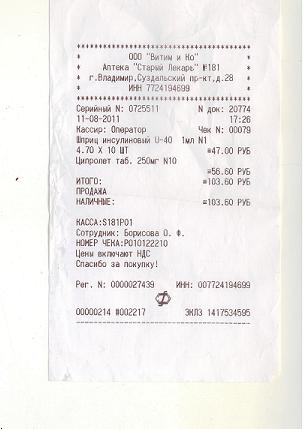 ************************************
* ООО "Витим и Ко" *
* Аптека "Старый Лекарь" №181 *
* г.Владимир,Суздальский пр-кт,д.28 *
* ИНН 7724194699 *
************************************
Серийный N: 0725511 N док: 20774
11-08-2011 17:26
Кассир: Оператор Чек N: 00079
Шприц инсулиновый U-40 1мл N1
4.70 X 10 ШТ =47.00 РУБ
Ципролет таб. 250мг N10
=56.60 РУБ
ИТОГО: =103.60 РУБ
ПРОДАЖА
НАЛИЧНЫЕ: =103.60 РУБ
КАССА:S181P01
Сотрудник: Борисова О. Ф.
НОМЕР ЧЕКА:P010122210
Цены включают НДС
Спасибо за покупку!
Рег. N: 0000027439 ИНН: 007724194699
00000214 #002217 ЭКЛЗ 1417534595